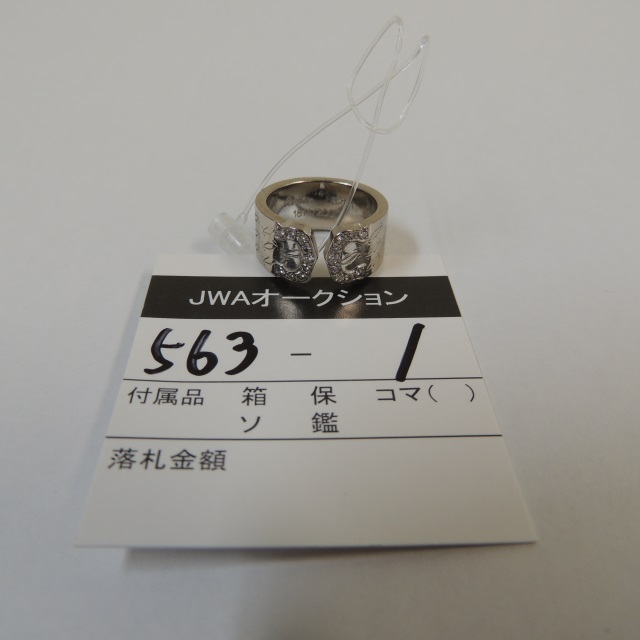 JWAオークション
563 - 1
付属品 箱 保 コマ( )
ソ 鑑
落札金額